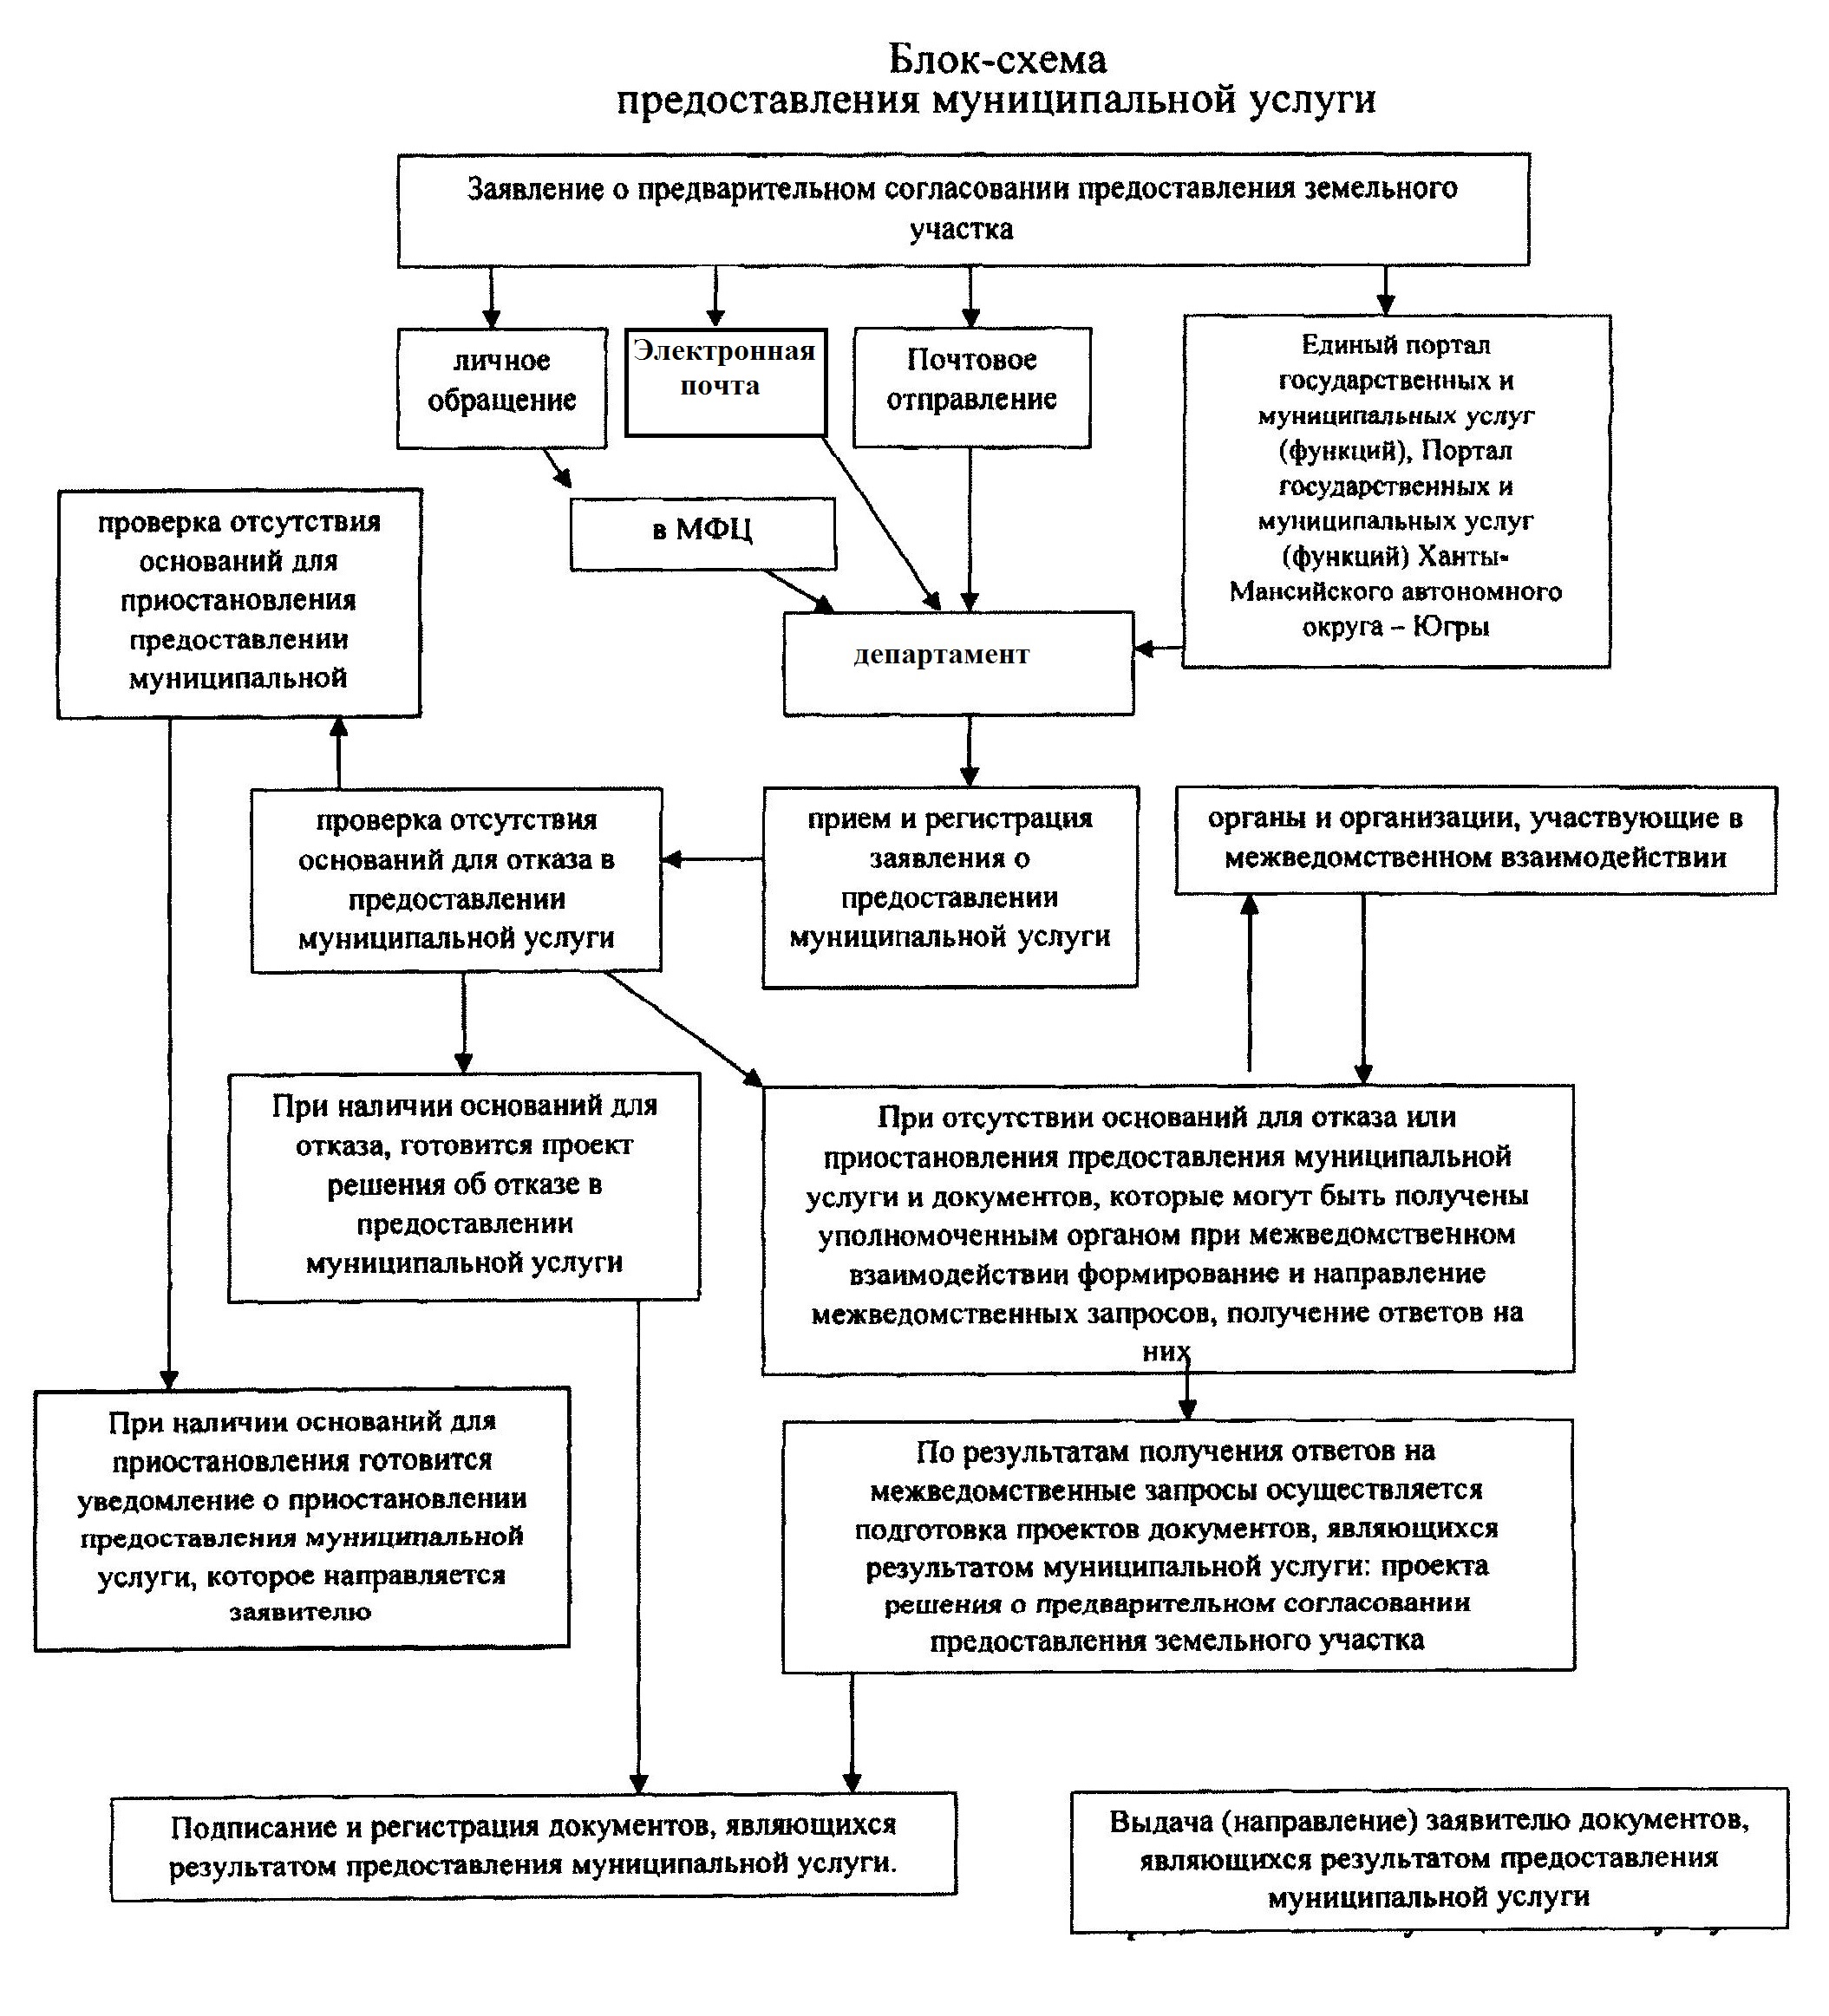 Блок-схема
предоставления муниципальной услуги
Заявление о предварительном согласовании предоставления земельного
участка
личное
обращение
Электронная
почта
Почтовое
отправление
Единый портал
государственных и
муниципальных услуг
(функций), Портал
государственных и
муниципальных услуг
(функций) Ханты-
Мансийского автономного
округа – Югры
в МФЦ
проверка отсутствия
оснований для
приостановления
предоставлении
муниципальной
департамент
проверка отсутствия
оснований для отказа в
предоставлении
муниципальной услуги
прием и регистрация
заявления о
предоставлении
муниципальной услуги
органы и организации, участвующие в
межведомственном взаимодействии
При наличии оснований для
отказа, готовится проект
решения об отказе в
предоставлении
муниципальной услуги
При отсутствии оснований для отказа или
приостановления предоставления муниципальной
услуги и документов, которые могут быть получены
уполномоченным органом при межведомственном
взаимодействии формирование и направление
межведомственных запросов, получение ответов на
них
При наличии оснований для
приостановления готовится
уведомление о приостановлении
предоставления муниципальной
услуги, которое направляется
заявителю
По результатам получения ответов на
межведомственные запросы осуществляется
подготовка проектов документов, являющихся
результатом муниципальной услуги: проекта
решения о предварительном согласовании
предоставления земельного участка
Подписание и регистрация документов, являющихся
результатом предоставления муниципальной услуги.
Выдача (направление) заявителю документов,
являющихся результатом предоставления
муниципальной услуги